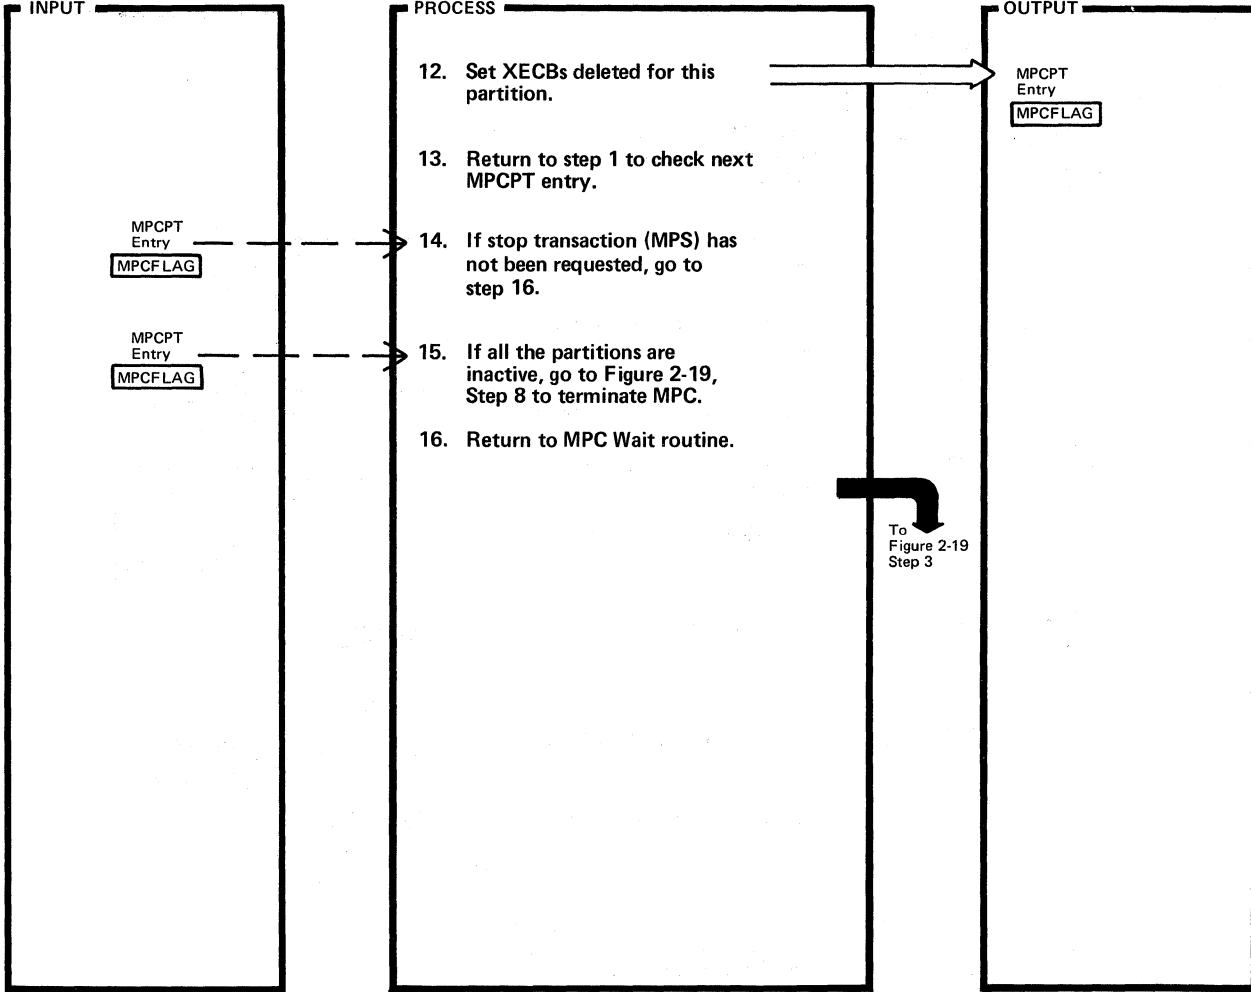 INPUT
PROCESS
OUTPUT
12. Set XECBs deleted for this
partition.
MPCPT
Entry
MPCFLAG
13. Return to step 1 to check next
MPCPT entry.
MPCPT
Entry
MPCFLAG
14. If stop transaction (MPS) has
not been requested, go to
step 16.
MPCPT
Entry
MPCFLAG
15. If all the partitions are
inactive, go to Figure 2-19,
Step 8 to terminate MPC.
16. Return to MPC Wait routine.
To
Figure 2-19
Step 3